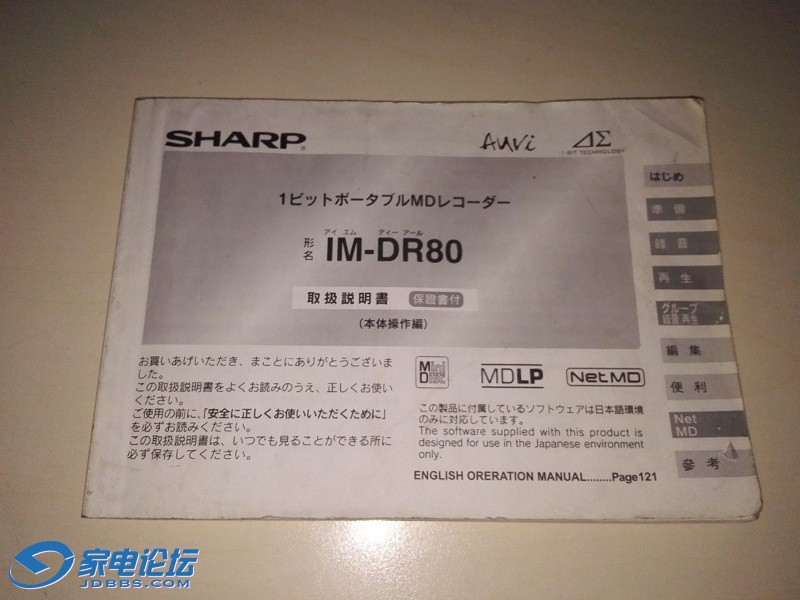 SHARP
Auvi
ΔΣ
1-BIT TECHNOLOGY
1ビットポータブルMDレコーダー
アイ エム ディー アール
形名 IM-DR80
取扱説明書 保證書付
(本体操作編)
お買いあげいただき、まことにありがとうございま
した。
この取扱説明書をよくお読みのうえ、正しくお使い
ください。
ご使用の前に、「安全に正しくお使いいただくために」
を必ずお読みください。
この取扱説明書は、いつでも見ることができる所に
必ず保存してください。
Mini Disc
MDLP
Net MD
この製品に付属しているソフトウェアは日本語環境
のみに対応しています。
The software supplied with this product is
designed for use in the Japanese environment
only.
ENGLISH ORERATION MANUAL........Page121
はじめ
準備
録音
再生
グループ
録音再生
編集
便利
Net
MD
参考
家电论坛
JDBBS.COM